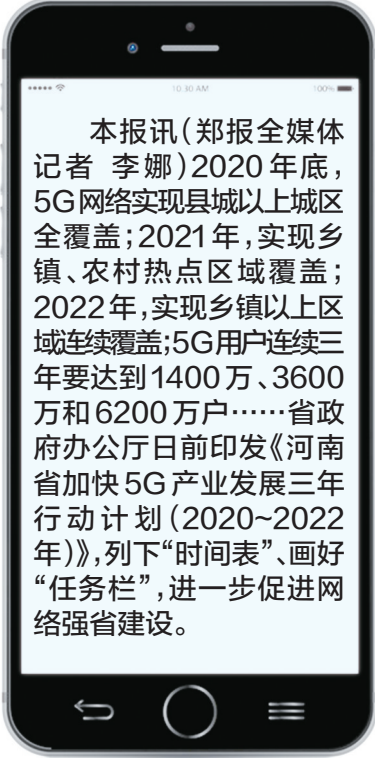 10:30 AM
100%
本报讯（郑报全媒体
记者 李娜）2020年底，
5G网络实现县城以上城区
全覆盖；2021年，实现乡
镇、农村热点区域覆盖；
2022年，实现乡镇以上区
域连续覆盖；5G用户连续三
年要达到1400万、3600
万和6200万户……省政
府办公厅日前印发《河南
省加快5G产业发展三年
行动计划（2020~2022
年）》，列下“时间表”、画好
“任务栏”，进一步促进网
络强省建设。